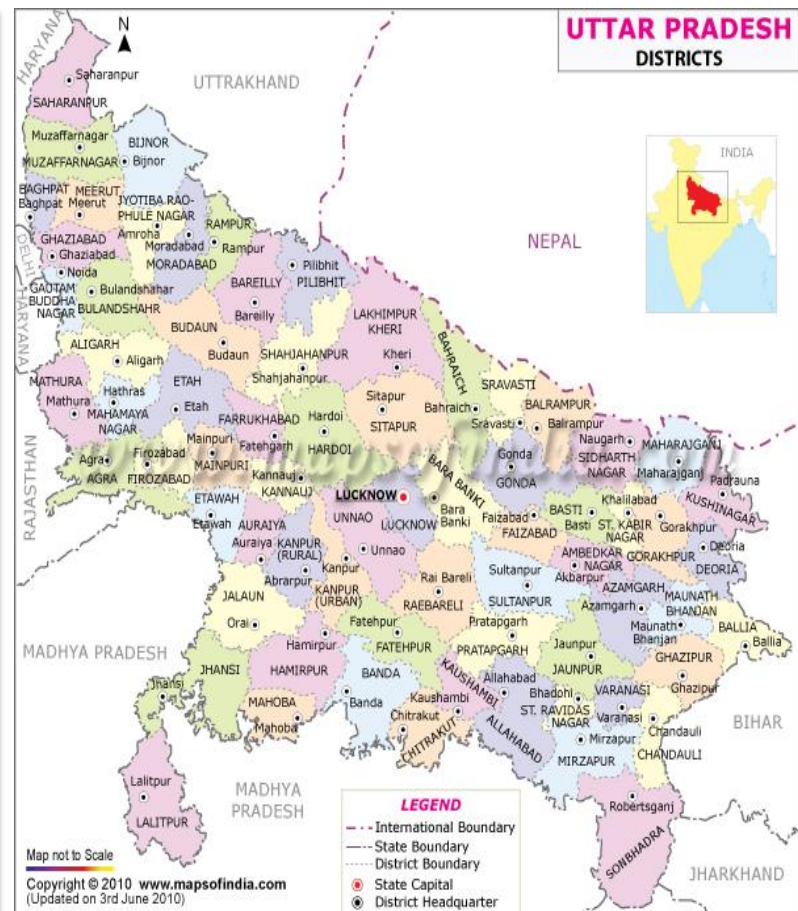 UTTAR PRADESH
DISTRICTS
N
HARYANA
UTTRAKHAND
INDIA
NEPAL
Saharanpur
SAHARANPUR
Muzaffarnagar
MUZAFFARNAGAR
BIJNOR
Bijnor
BAGHPAT
Baghpat
MEERUT
Meerut
JYOTIBA RAO-
PHULE NAGAR
Amroha
Moradabad
MORADABAD
RAMPUR
Rampur
GHAZIABAD
Ghaziabad
DELHI
Noida
GAUTAM
BUDDHA
NAGAR
HARYANA
Bulandshahar
BULANDSHAHR
Pilibhit
PILIBHIT
BAREILLY
Bareilly
BUDAUN
Budaun
LAKHIMPUR
KHERI
Kheri
SHAHJAHANPUR
Shahjahanpur
ALIGARH
Aligarh
MATHURA
Mathura
Hathras
MAHAMAYA
NAGAR
ETAH
Etah
FARRUKHABAD
Fatehgarh
Hardoi
HARDOI
Sitapur
SITAPUR
BAHRAICH
Bahraich
SRAVASTI
Sravasti
BALRAMPUR
Balrampur
Naugarh
SIDHARTH
NAGAR
MAHARAJGANJ
Maharajganj
Padrauna
KUSHINAGAR
RAJASTHAN
Agra
AGRA
Firozabad
FIROZABAD
Mainpuri
MAINPURI
Kannauj
KANNAUJ
www.mapsofindia.com
LUCKNOW
LUCKNOW
BARA BANKI
Bara
Banki
Gonda
GONDA
Faizabad
FAIZABAD
BASTI
Basti
Khalilabad
ST. KABIR
NAGAR
Gorakhpur
GORAKHPUR
Deoria
DEORIA
ETAWAH
Etawah
AURAIYA
Auraiya
KANPUR
(RURAL)
Abrarpur
UNNAO
Unnao
Kanpur
KANPUR
(URBAN)
Rai Bareli
RAEBARELI
Sultanpur
SULTANPUR
AMBEDKAR
NAGAR
Akbarpur
AZAMGARH
Azamgarh
MAUNATH
BHANJAN
Maunath
Bhanjan
BALLIA
Ballia
JALAUN
Orai
Hamirpur
HAMIRPUR
Fatehpur
FATEHPUR
Pratapgarh
PRATAPGARH
Jaunpur
JAUNPUR
GHAZIPUR
Ghazipur
MADHYA PRADESH
JHANSI
Jhansi
MAHOBA
Mahoba
BANDA
Banda
Chitrakut
CHITRAKUT
KAUSHAMBI
Kaushambi
Allahabad
ALLAHABAD
Bhadohi
ST. RAVIDAS
NAGAR
VARANASI
Varanasi
Mirzapur
MIRZAPUR
Chandauli
CHANDAULI
BIHAR
Lalitpur
LALITPUR
MADHYA
PRADESH
Robertsganj
SONBHADRA
JHARKHAND
LEGEND
International Boundary
State Boundary
District Boundary
State Capital
District Headquarter
Map not to Scale
Copyright © 2010 www.mapsofindia.com
(Updated on 3rd June 2010)